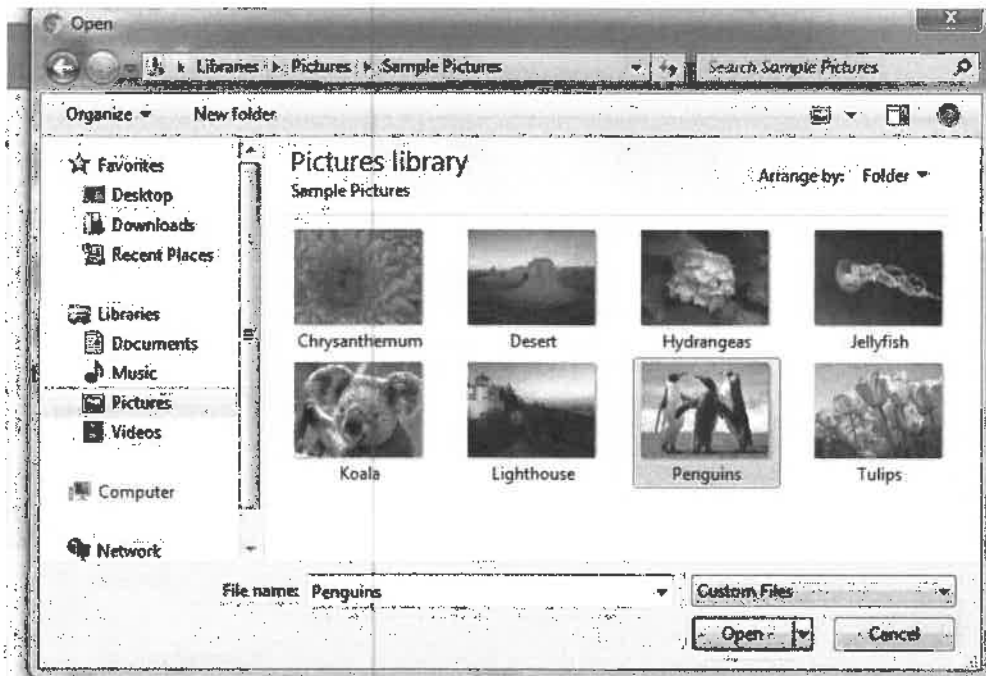 Open
X
Libraries Pictures Sample Pictures
Search Sample Pictures
Organize New folder
Favorites
Desktop
Downloads
Recent Places
Libraries
Documents
Music
Pictures
Videos
Computer
Network
Pictures library
Sample Pictures
Arrange by: Folder
Chrysanthemum Desert Hydrangeas Jellyfish
Koala Lighthouse Penguins Tulips
File name: Penguins Custom Files
Open Cancel